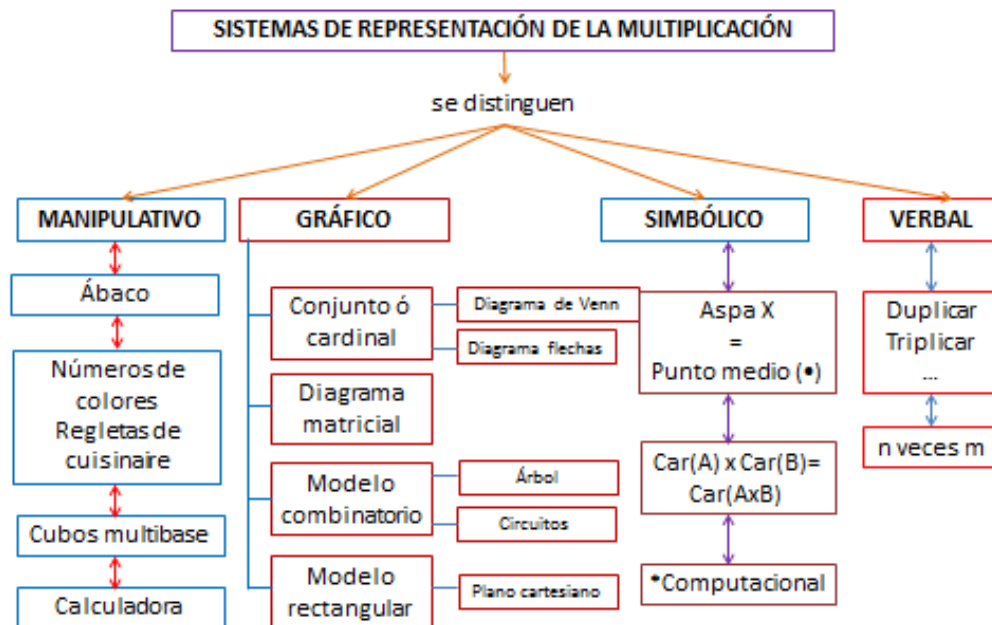 SISTEMAS DE REPRESENTACIÓN DE LA MULTIPLICACIÓN
se distinguen
MANIPULATIVO
Ábaco
Números de
colores
Regletas de
cuisinaire
Cubos multibase
Calculadora
GRÁFICO
Conjunto ó
cardinal
Diagrama de Venn
Diagrama flechas
Diagrama
matricial
Modelo
combinatorio
Árbol
Circuitos
Modelo
rectangular
Plano cartesiano
SIMBÓLICO
Aspa X
=
Punto medio (•)
Car(A) x Car(B)=
Car(AxB)
*Computacional
VERBAL
Duplicar
Triplicar
...
n veces m